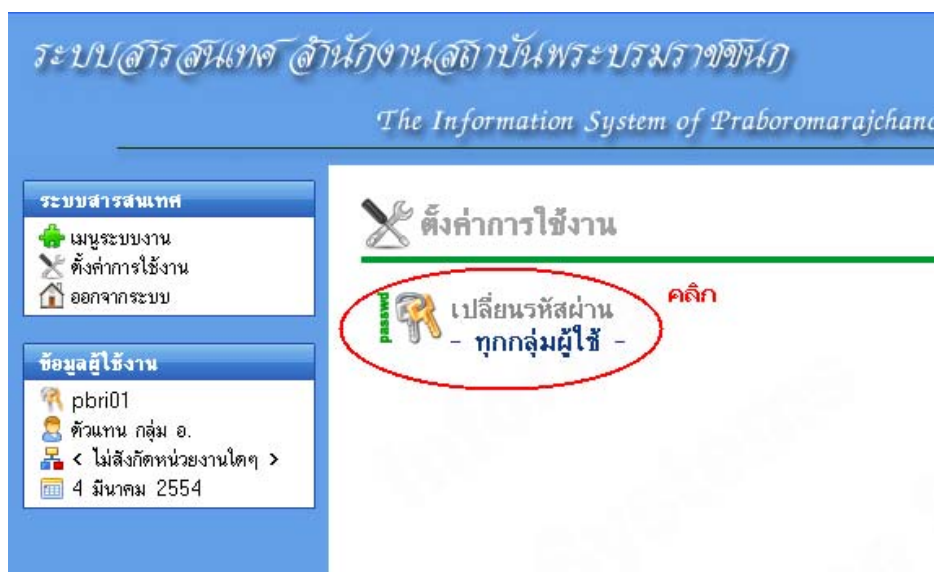 ระบบสารสนเทศ สำนักงานสถาบันพระบรมราชชนก
The Information System of Praboromarajchano
ระบบสารสนเทศ
เมนูระบบงาน
ตั้งค่าการใช้งาน
ออกจากระบบ
ข้อมูลผู้ใช้งาน
pbri01
ตัวแทน กลุ่ม อ.
< ไม่สังกัดหน่วยงานใดๆ >
4 มีนาคม 2554
ตั้งค่าการใช้งาน
passwd
เปลี่ยนรหัสผ่าน
- ทุกกลุ่มผู้ใช้ -
คลิก